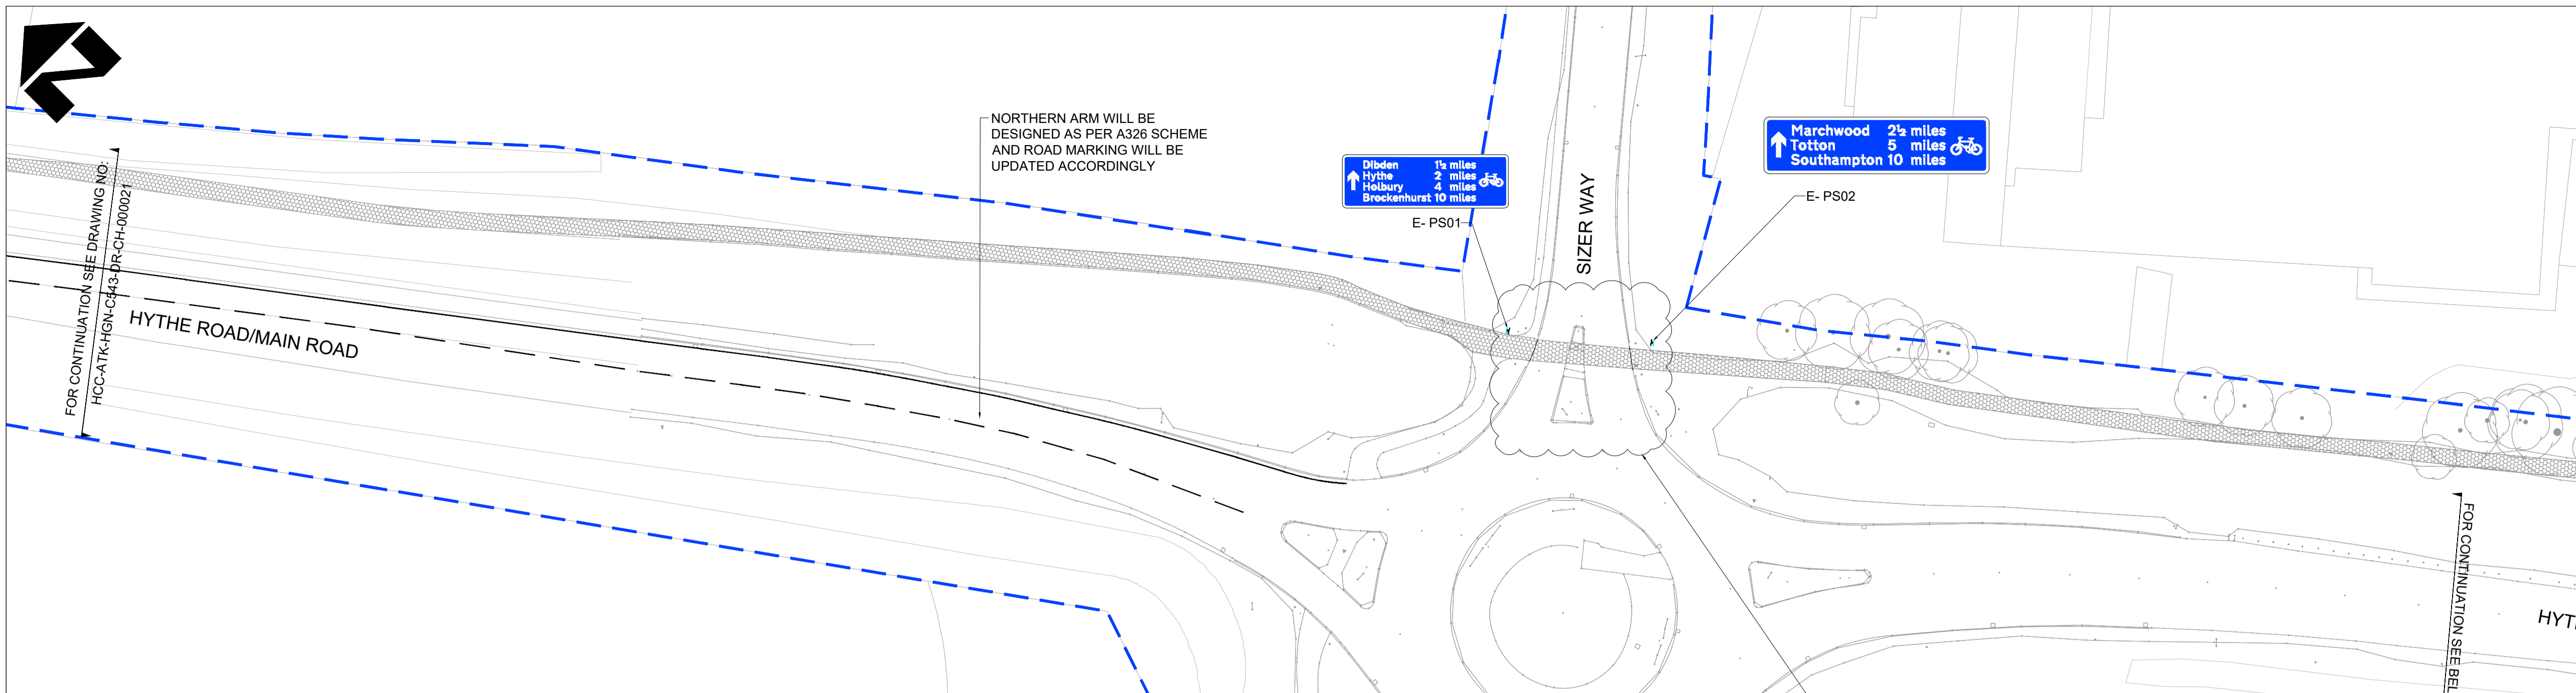 NORTHERN ARM WILL BE
DESIGNED AS PER A326 SCHEME
AND ROAD MARKING WILL BE
UPDATED ACCORDINGLY
Dibden 1½ miles
Hythe 2 miles
Holbury 4 miles
Brockenhurst 10 miles
E- PS01
SIZER WAY
Marchwood 2½ miles
Totton 5 miles
Southampton 10 miles
E- PS02
FOR CONTINUATION SEE DRAWING NO:
HCC-ATK-HGN-C543-DR-CH-000021
HYTHE ROAD/MAIN ROAD
FOR CONTINUATION SEE BEL
HYT